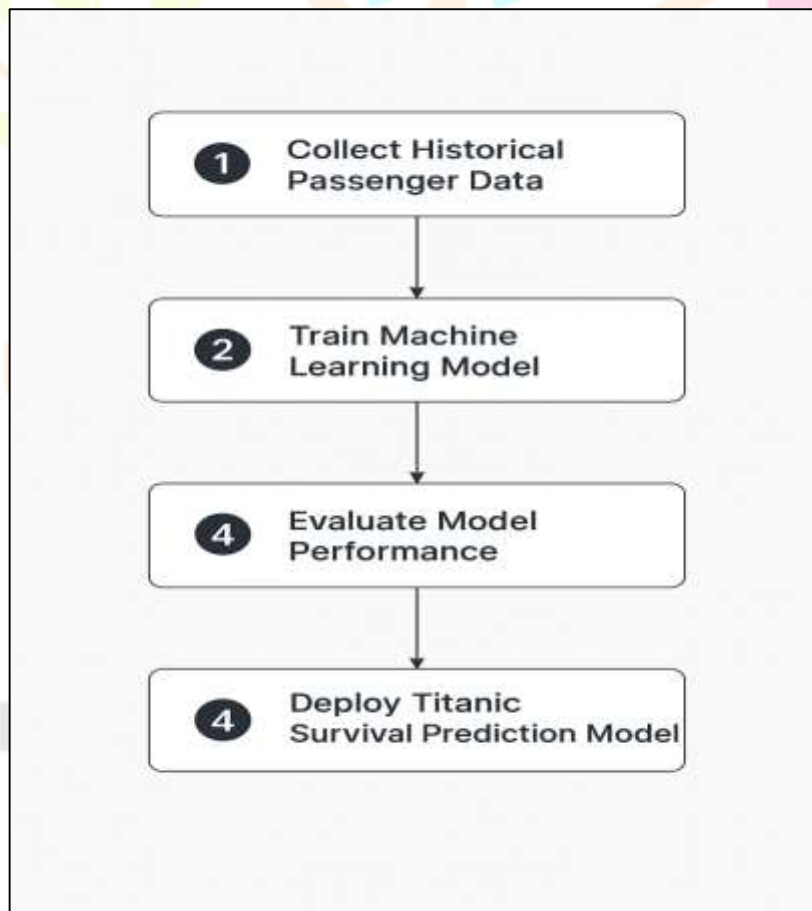 1 Collect Historical
Passenger Data
2 Train Machine
Learning Model
4 Evaluate Model
Performance
4 Deploy Titanic
Survival Prediction Model